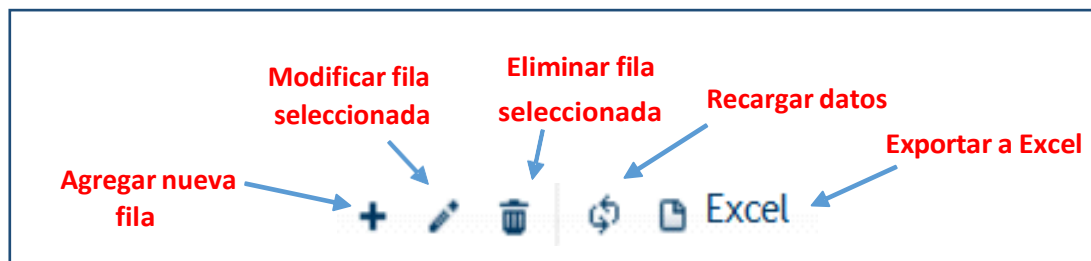 Modificar fila
seleccionada
Eliminar fila
seleccionada
Recargar datos
Exportar a Excel
Agregar nueva
fila
Excel